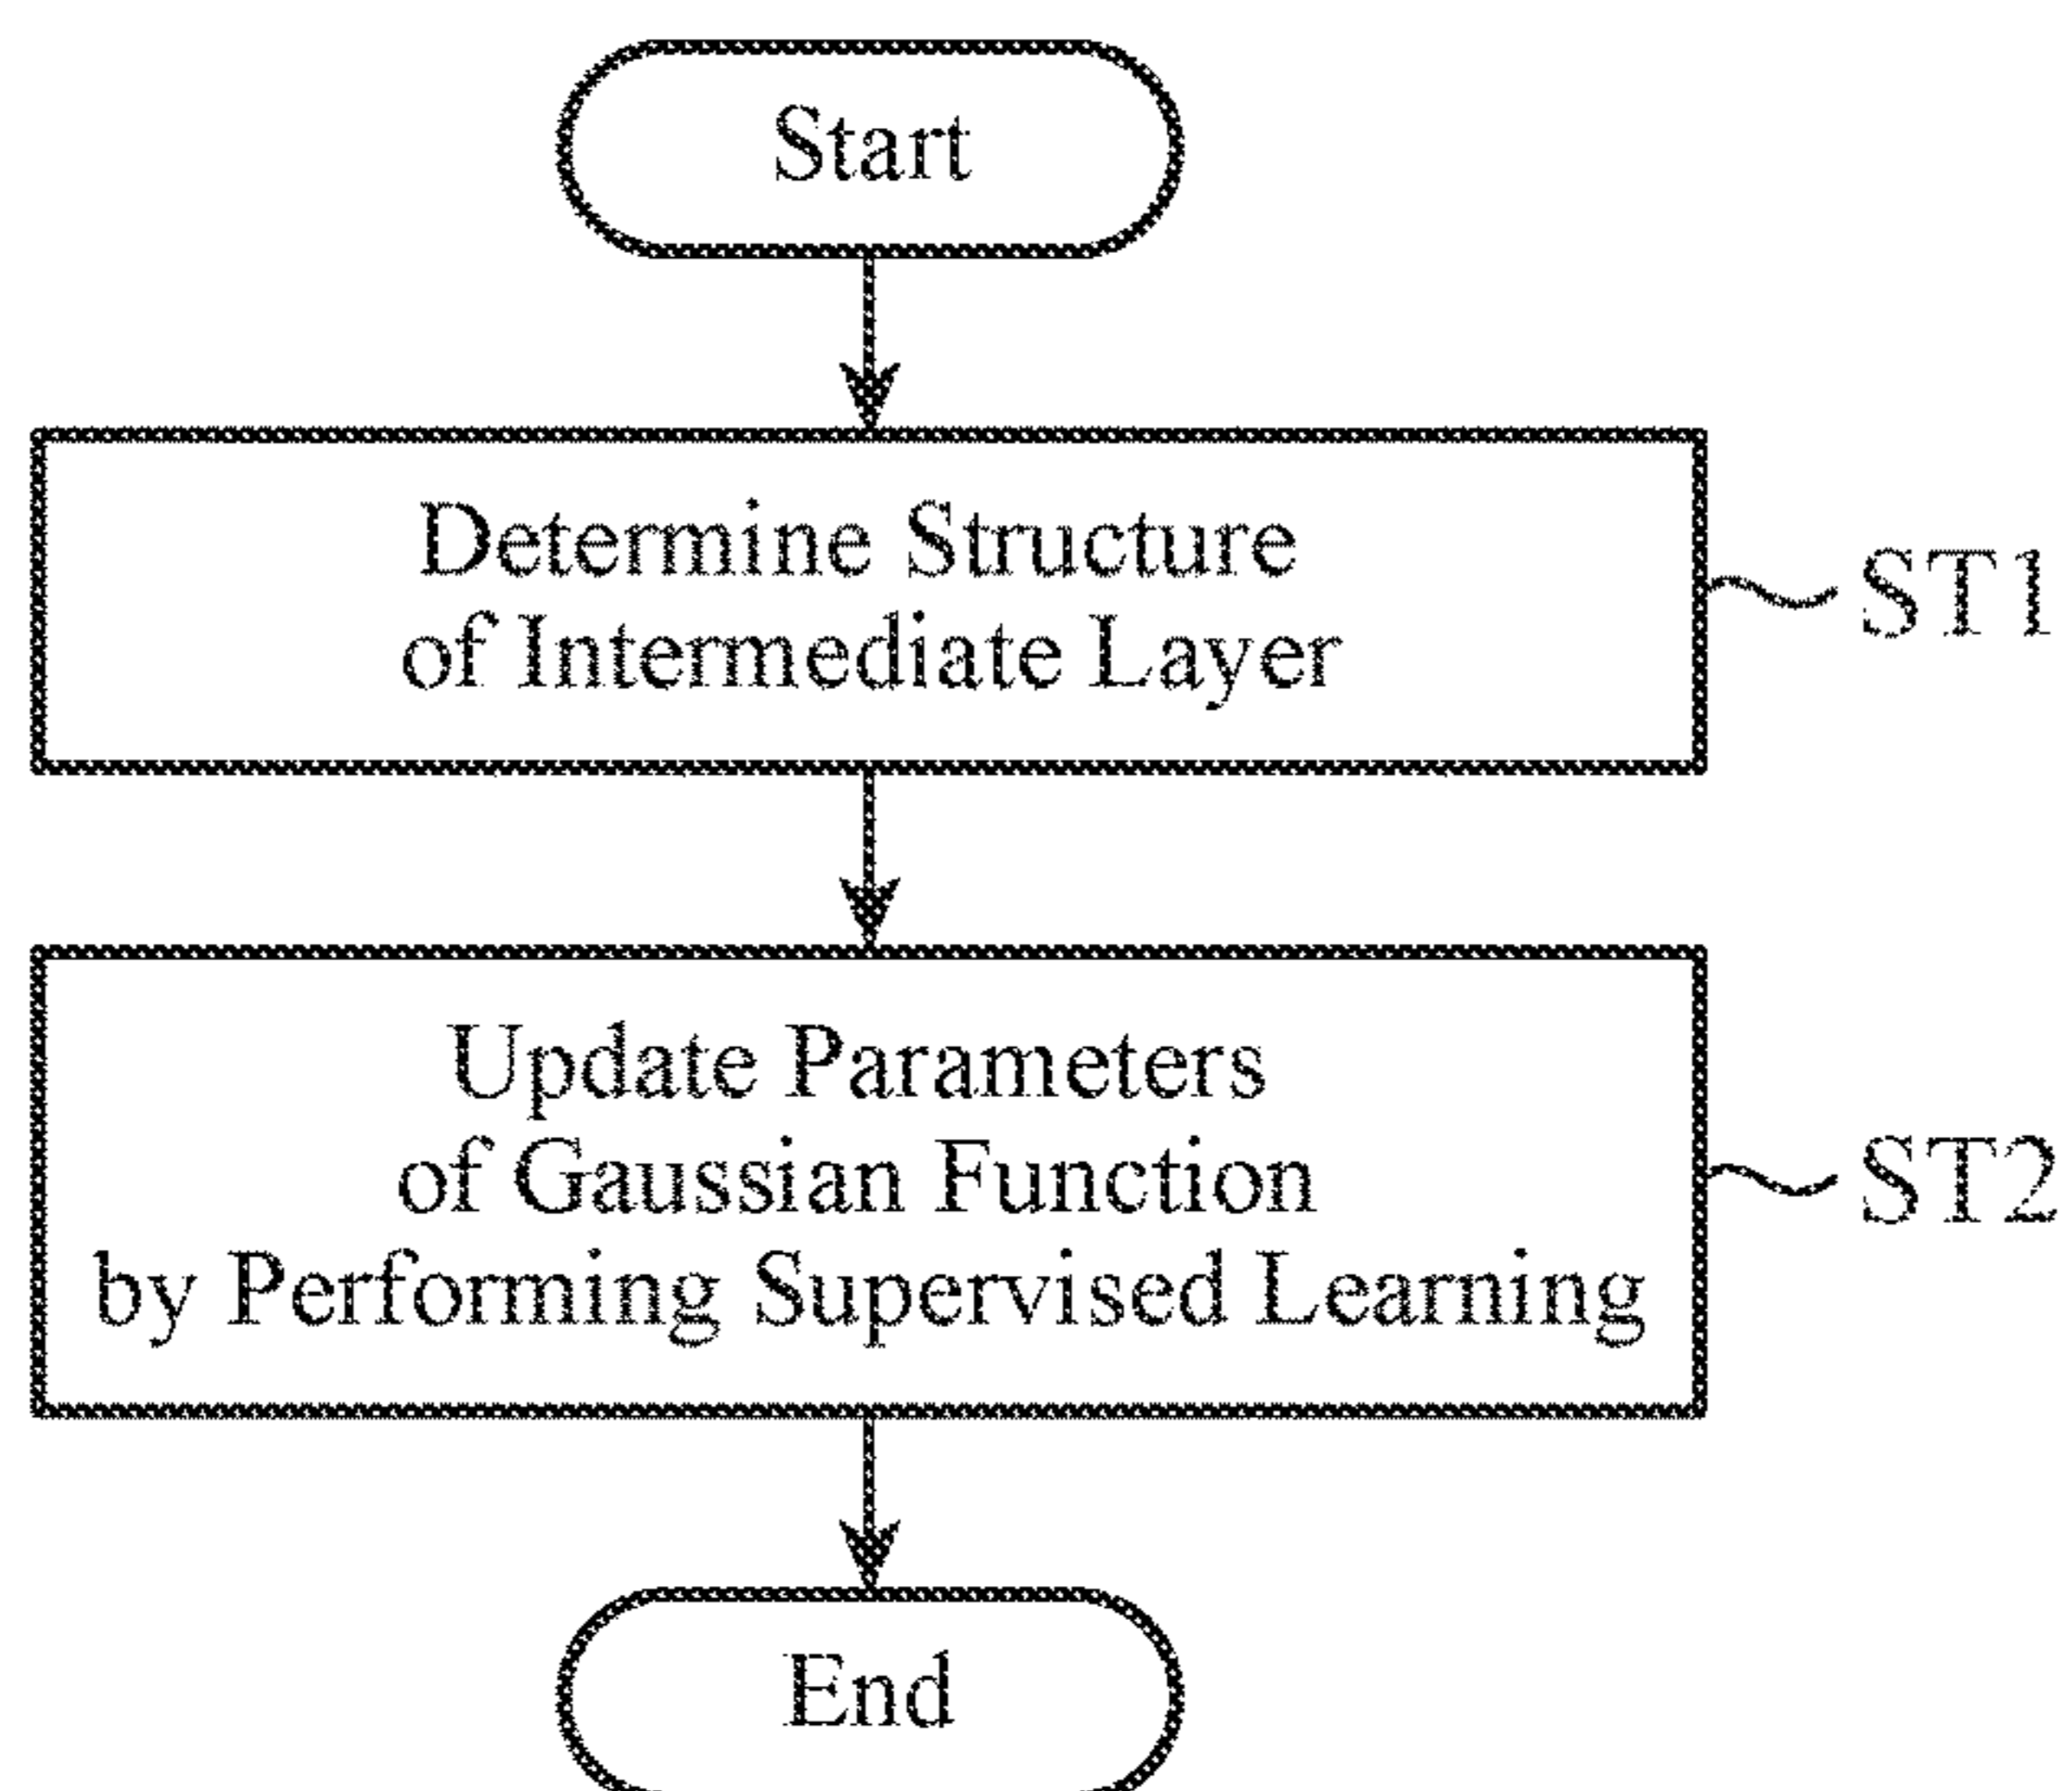 Start
Determine Structure
of Intermediate Layer
ST1
Update Parameters
of Gaussian Function
by Performing Supervised Learning
ST2
End